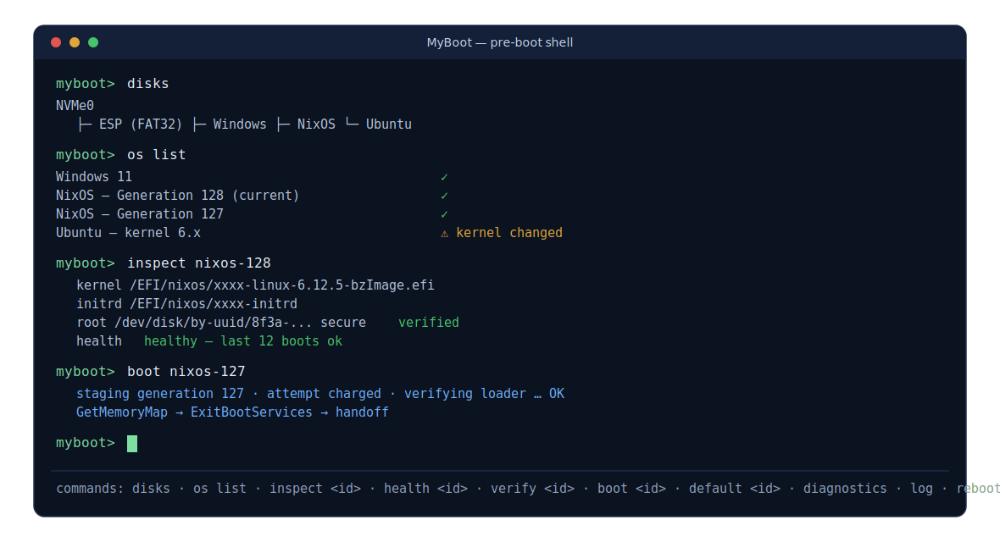 MyBoot — pre-boot shell
myboot> disks
NVMe0
├─ ESP (FAT32) ├─ Windows ├─ NixOS └─ Ubuntu
myboot> os list
Windows 11 ✓
NixOS — Generation 128 (current) ✓
NixOS — Generation 127 ✓
Ubuntu — kernel 6.x ⚠ kernel changed
myboot> inspect nixos-128
kernel /EFI/nixos/xxxx-linux-6.12.5-bzImage.efi
initrd /EFI/nixos/xxxx-initrd
root /dev/disk/by-uuid/8f3a-... secure verified
health healthy — last 12 boots ok
myboot> boot nixos-127
staging generation 127 · attempt charged · verifying loader … OK
GetMemoryMap → ExitBootServices → handoff
myboot>
commands: disks · os list · inspect <id> · health <id> · verify <id> · boot <id> · default <id> · diagnostics · log · reboot